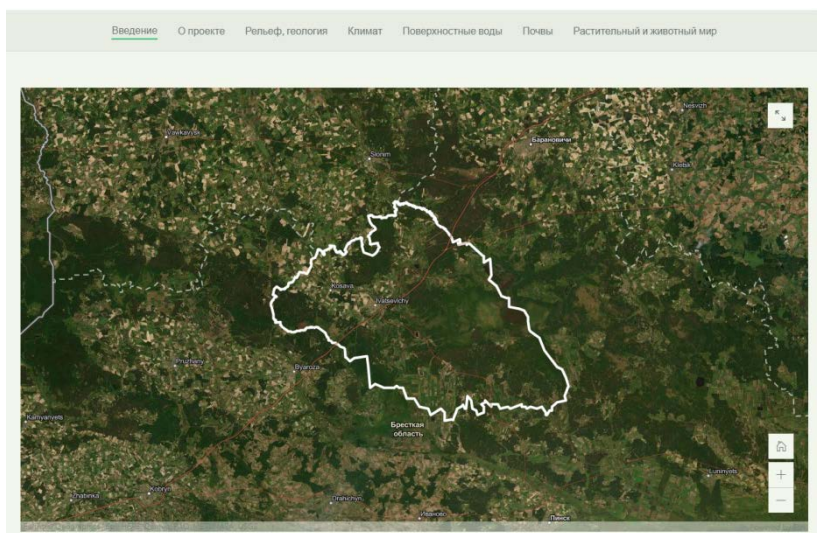 Введение О проекте Рельеф, геология Климат Поверхностные воды Почвы Растительный и животный мир
Nesvizh
Vawkavysk
Барановичи
Slonim
Kletsk
Kosava
Ivatsevichy
Pruzhany
Byaroza
Kamyanyets
Брестская
область
Luninyets
Kobryn
Zhabinka
Drahichyn
Иваново
Пинск